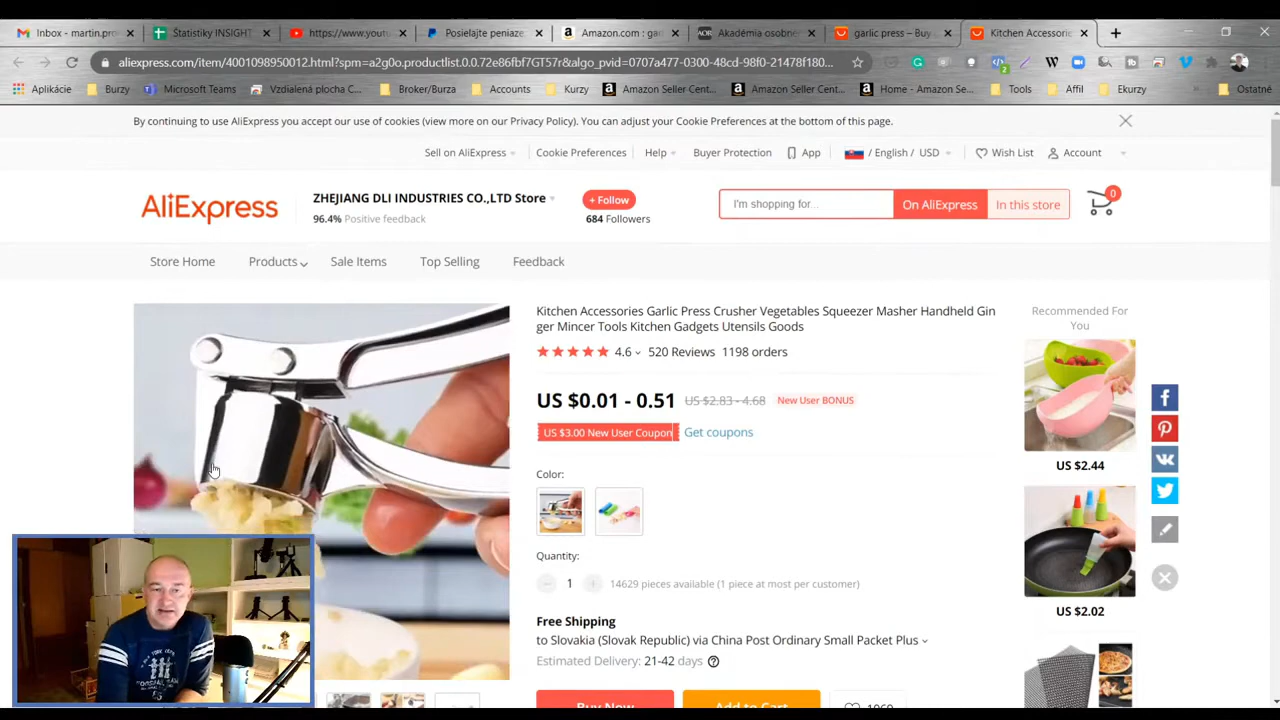 Inbox - martin.pro
Štatistiky INSIGHT
https://www.yout
Posielajte peniaze
Amazon.com : ga
Akadémia osobné
garlic press – Buy
Kitchen Accessorie
aliexpress.com/item/4001098950012.html?spm=a2g0o.productlist.0.0.72e86fbf7GT57r&algo_pvid=0707a477-0300-48cd-98f0-21478f180...
Aplikácie
Burzy
Microsoft Teams
Vzdialená plocha C...
Broker/Burza
Accounts
Kurzy
Amazon Seller Cent...
Amazon Seller Cent...
Home - Amazon Se...
Tools
Affil
Ekurzy
Ostatné
By continuing to use AliExpress you accept our use of cookies (view more on our Privacy Policy). You can adjust your Cookie Preferences at the bottom of this page.
Sell on AliExpress
Cookie Preferences
Help
Buyer Protection
App
/ English / USD
Wish List
Account
AliExpress
ZHEJIANG DLI INDUSTRIES CO.,LTD Store
96.4% Positive feedback
+ Follow
684 Followers
I'm shopping for...
On AliExpress
In this store
0
Store Home
Products
Sale Items
Top Selling
Feedback
Kitchen Accessories Garlic Press Crusher Vegetables Squeezer Masher Handheld Gin
ger Mincer Tools Kitchen Gadgets Utensils Goods
4.6
520 Reviews
1198 orders
US $0.01 - 0.51
US $2.83 - 4.68
New User BONUS
US $3.00 New User Coupon
Get coupons
Color:
Quantity:
1
14629 pieces available (1 piece at most per customer)
Free Shipping
to Slovakia (Slovak Republic) via China Post Ordinary Small Packet Plus
Estimated Delivery: 21-42 days
Buy Now
Add to Cart
1069
Recommended For
You
US $2.44
US $2.02